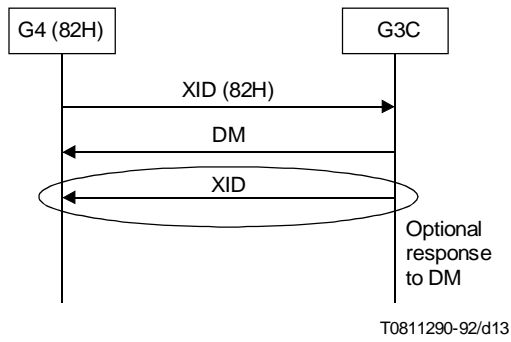 G4 (82H)
G3C
XID (82H)
DM
XID
Optional
response
to DM
T0811290-92/d13